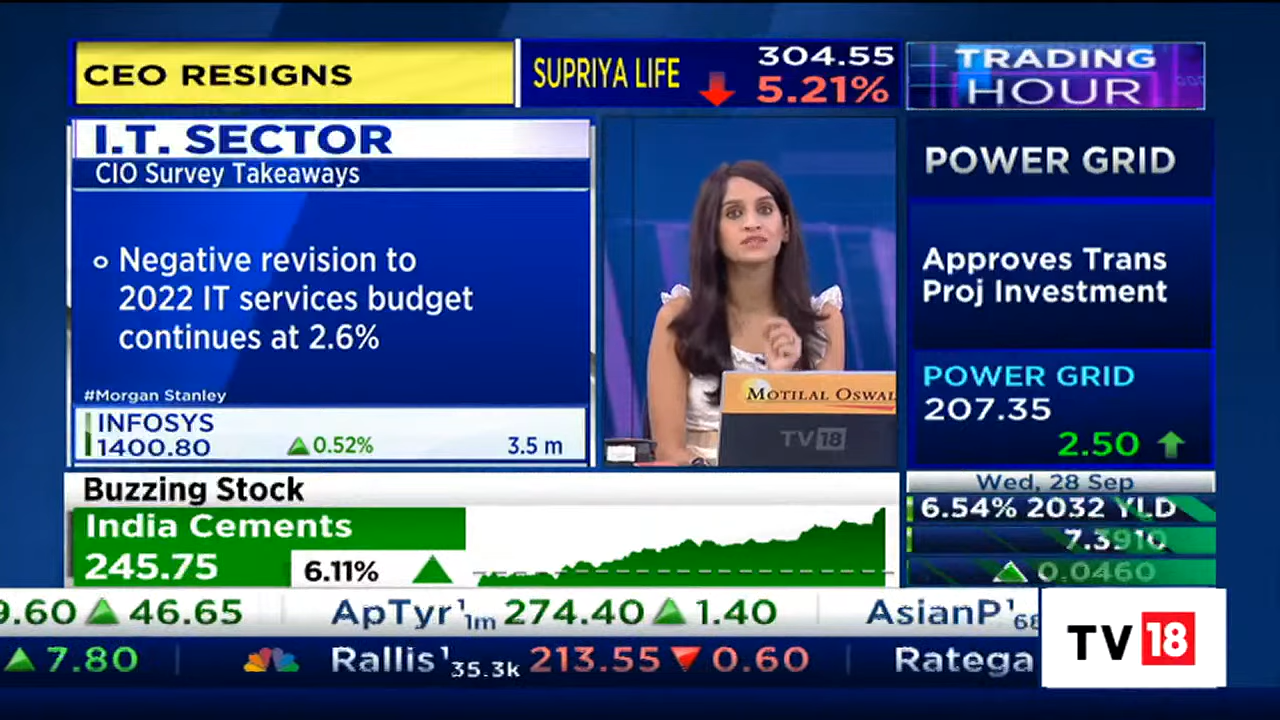 CEO RESIGNS
SUPRIYA LIFE
304.55
5.21%
TRADING
HOUR
I.T. SECTOR
CIO Survey Takeaways
Negative revision to
2022 IT services budget
continues at 2.6%
#Morgan Stanley
INFOSYS
1400.80 0.52% 3.5 m
MOTILAL OSWAL
TV18
POWER GRID
Approves Trans
Proj Investment
POWER GRID
207.35
2.50
Wed, 28 Sep
6.54% 2032 YLD
7.3910
0.0460
Buzzing Stock
India Cements
245.75 6.11%
9.60 46.65 ApTyr 1m 274.40 1.40 AsianP 68
7.80 Rallis 35.3k 213.55 0.60 Ratega
TV18